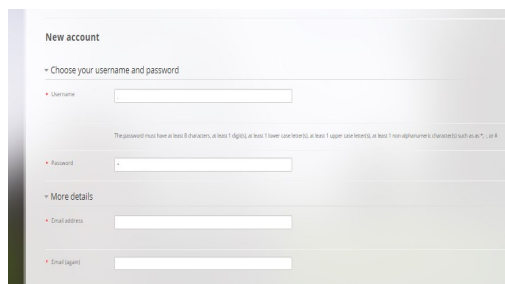 New account
Choose your username and password
* Username
The password must have at least 8 characters, at least 1 digit(s), at least 1 lower case letter(s), at least 1 upper case letter(s), at least 1 non-alphanumeric character(s) such as as *, -, or #
* Password
More details
* Email address
* Email (again)